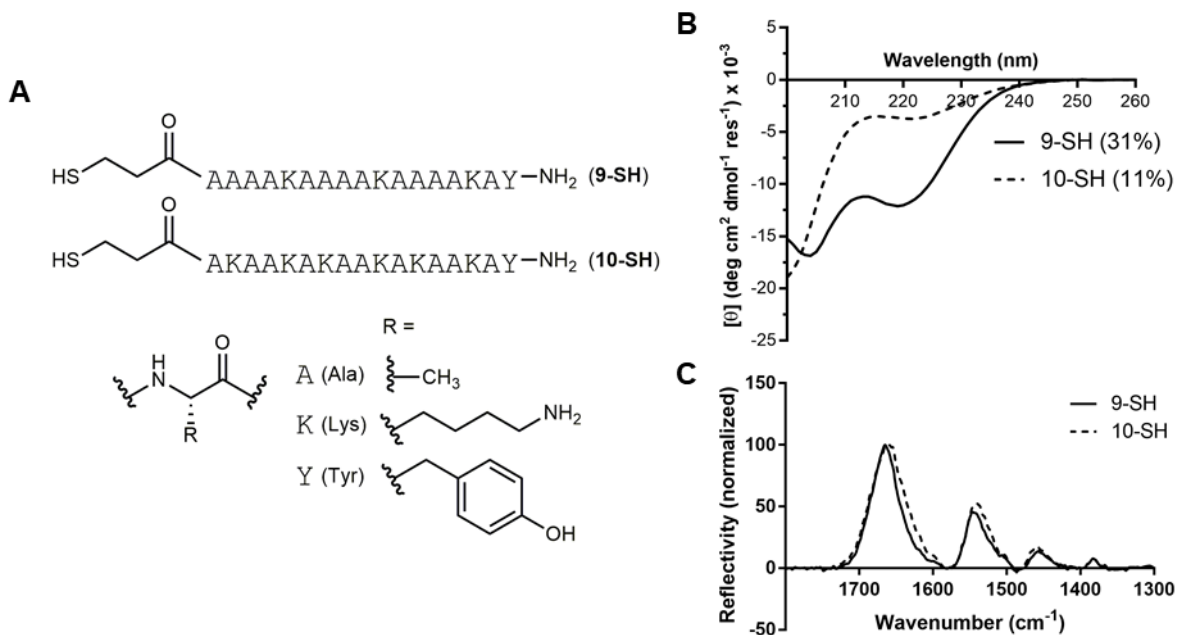 A
HS
O
AAAAKAAAAKAAAAKAY
NH₂ (9-SH)
HS
O
AKAAKAKAAKAKAAKAY
NH₂ (10-SH)
R =
H
N
O
R
A (Ala)
CH₃
K (Lys)
NH₂
Y (Tyr)
OH
B
[θ] (deg cm² dmol⁻¹ res⁻¹) x 10⁻³
Wavelength (nm)
5
0
-5
-10
-15
-20
-25
210 220 230 240 250 260
9-SH (31%)
10-SH (11%)
C
Reflectivity (normalized)
150
100
50
0
-50
9-SH
10-SH
1700 1600 1500 1400 1300
Wavenumber (cm⁻¹)